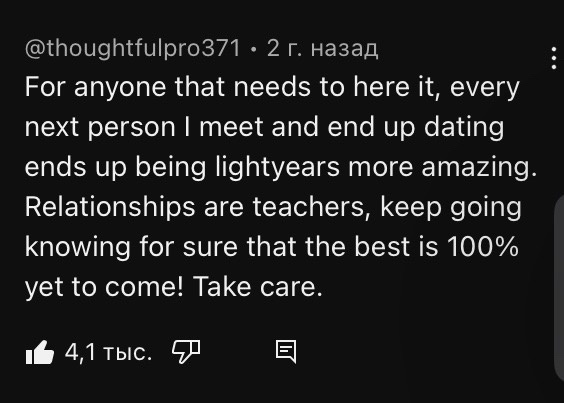 @thoughtfulpro371 • 2 г. назад
For anyone that needs to here it, every
next person I meet and end up dating
ends up being lightyears more amazing.
Relationships are teachers, keep going
knowing for sure that the best is 100%
yet to come! Take care.
4,1 тыс.